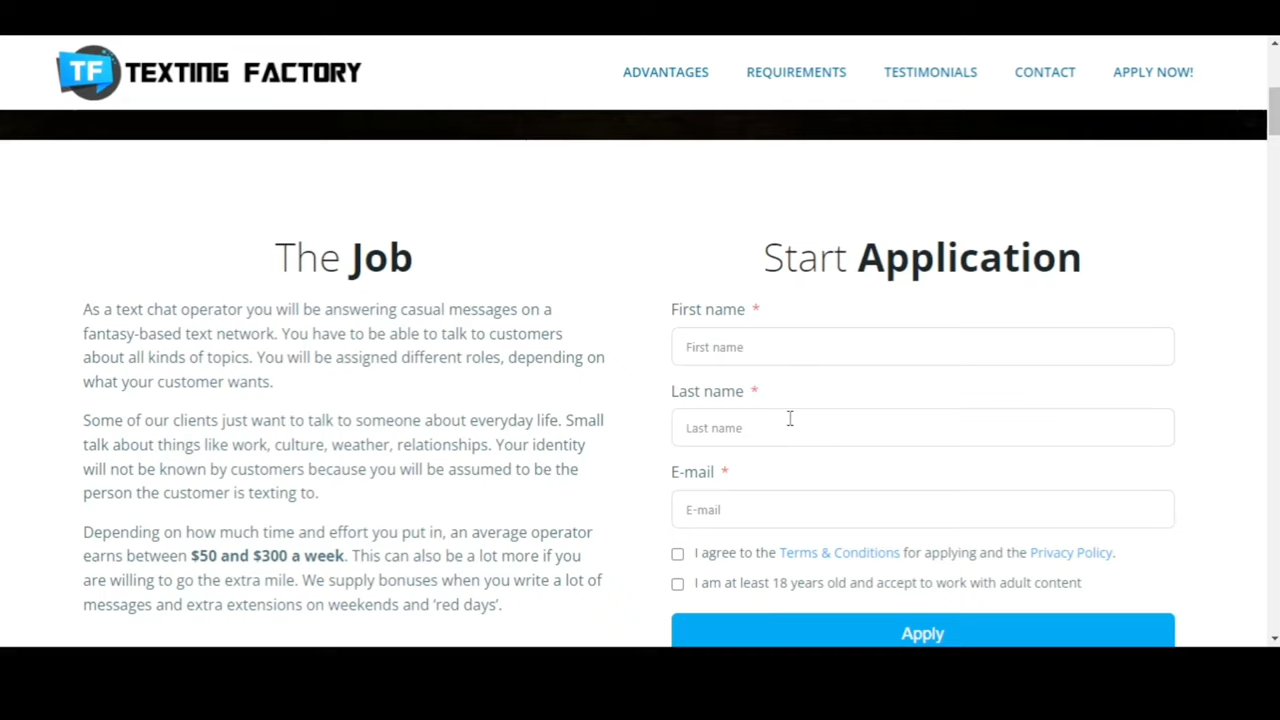 TF TEXTING FACTORY
ADVANTAGES REQUIREMENTS TESTIMONIALS CONTACT APPLY NOW!
The Job
As a text chat operator you will be answering casual messages on a
fantasy-based text network. You have to be able to talk to customers
about all kinds of topics. You will be assigned different roles, depending on
what your customer wants.
Some of our clients just want to talk to someone about everyday life. Small
talk about things like work, culture, weather, relationships. Your identity
will not be known by customers because you will be assumed to be the
person the customer is texting to.
Depending on how much time and effort you put in, an average operator
earns between $50 and $300 a week. This can also be a lot more if you
are willing to go the extra mile. We supply bonuses when you write a lot of
messages and extra extensions on weekends and ‘red days’.
Start Application
First name *
First name
Last name *
Last name
E-mail *
E-mail
I agree to the Terms & Conditions for applying and the Privacy Policy.
I am at least 18 years old and accept to work with adult content
Apply